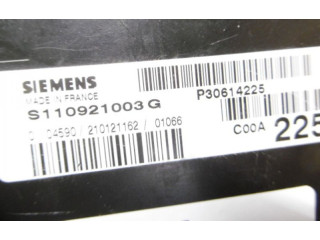 SIEMENS
MADE IN FRANCE
S110921003 G
04590 / 210121162 / 01066
P30614225
C00A 225